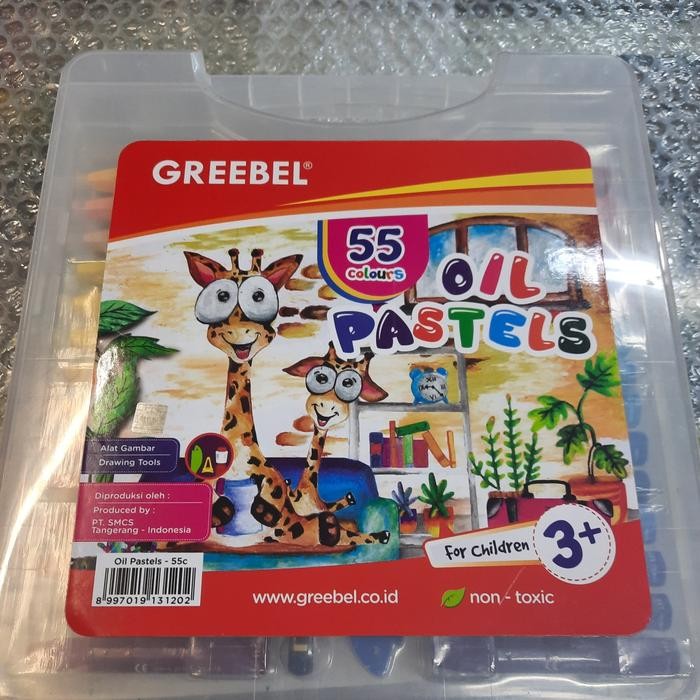 GREEBEL®
55
colours
OIL
PASTELS
Alat Gambar
Drawing Tools
Diproduksi oleh :
Produced by :
PT. SMCS
Tangerang - Indonesia
for Children
3+
Oil Pastels - 55c
8 997019 131202
www.greebel.co.id
non - toxic